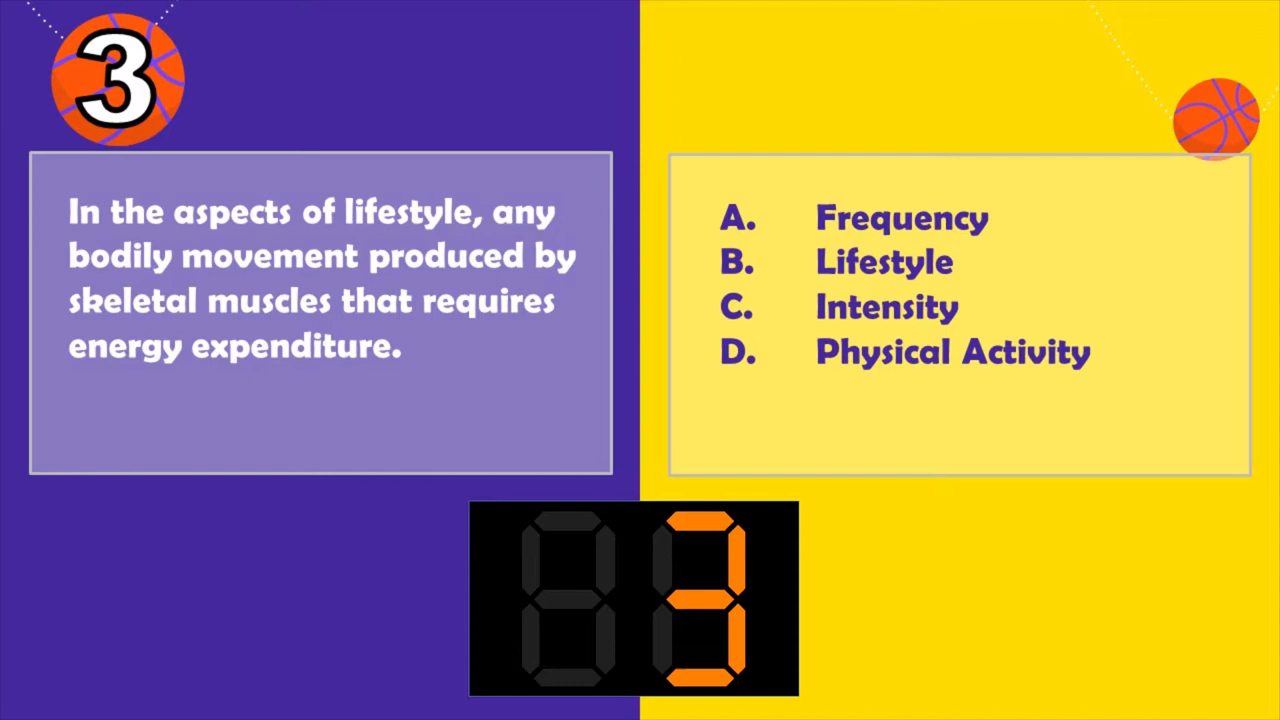 3
In the aspects of lifestyle, any
bodily movement produced by
skeletal muscles that requires
energy expenditure.
A. Frequency
B. Lifestyle
C. Intensity
D. Physical Activity
3